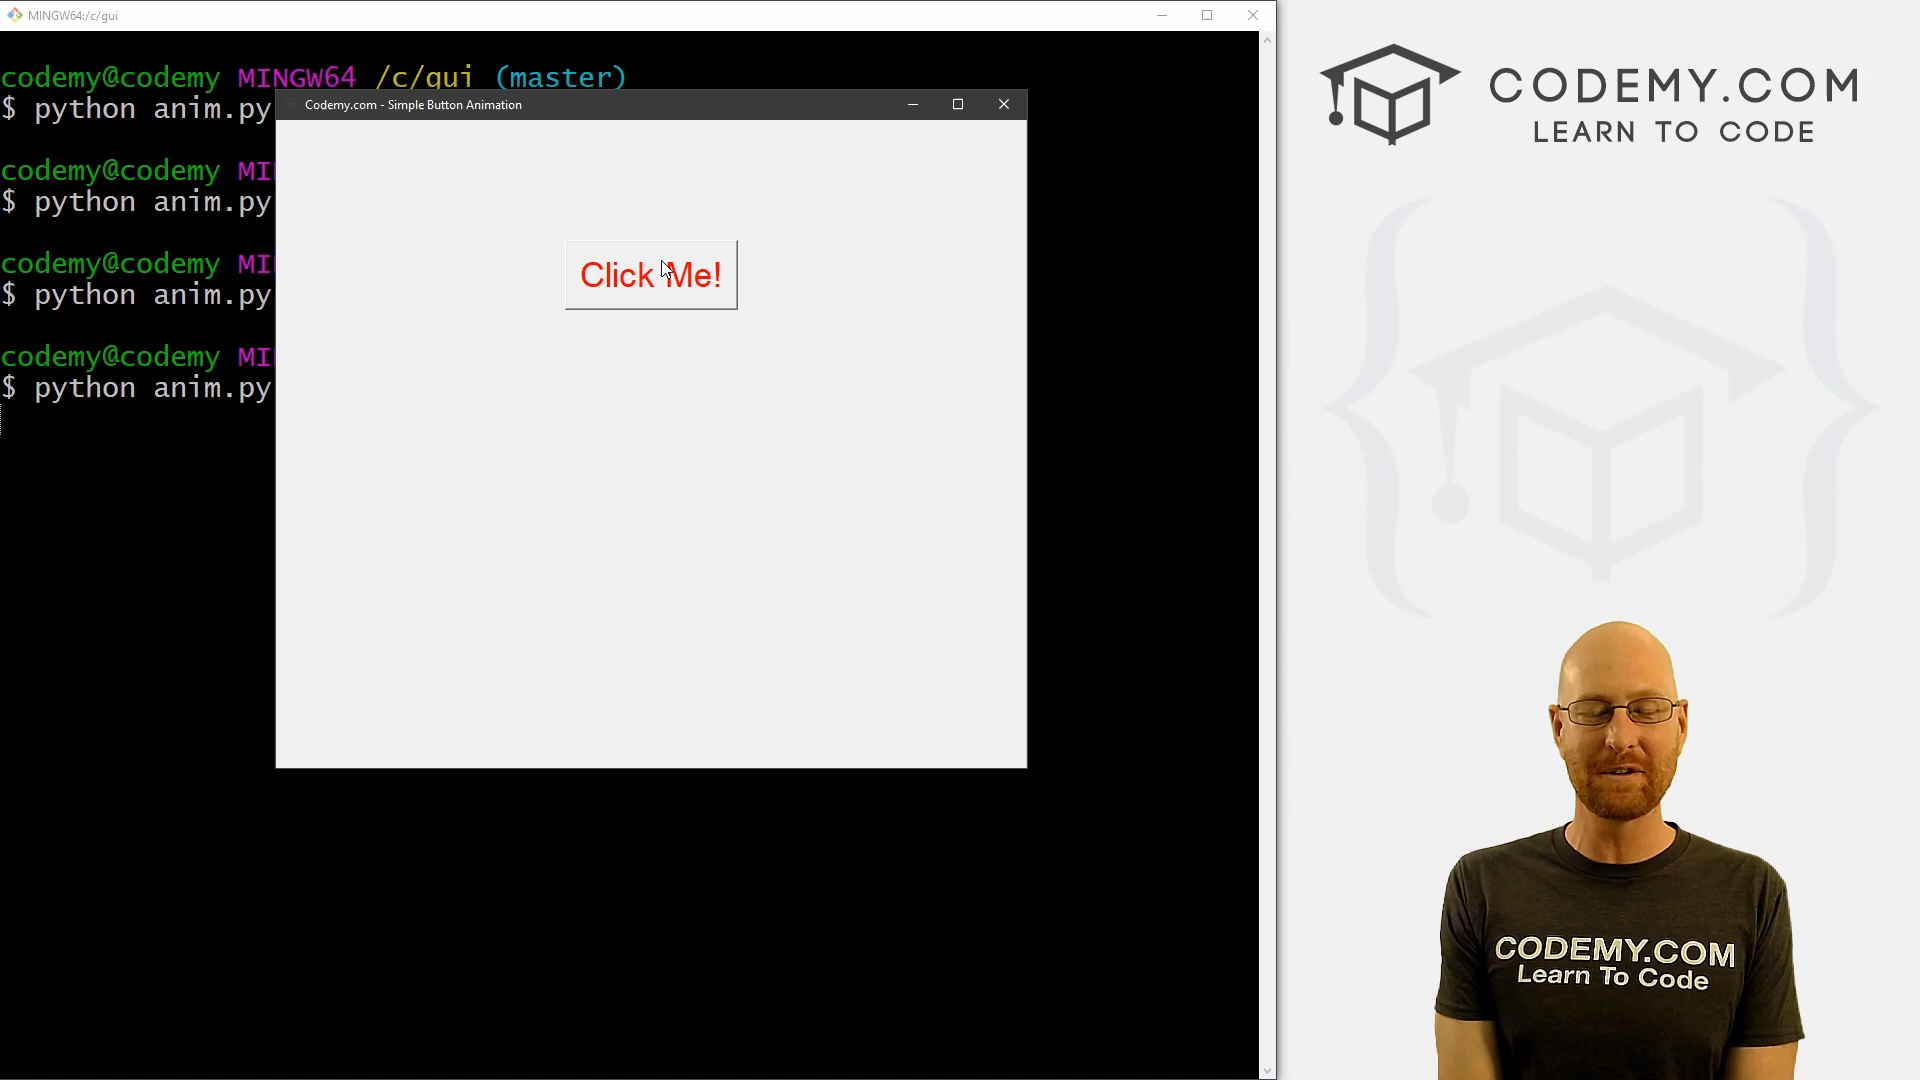 MINGW64:/c/gui
codemy@codemy MINGW64 /c/gui (master)
$ python anim.py
codemy@codemy MI
$ python anim.py
codemy@codemy MI
$ python anim.py
codemy@codemy MI
$ python anim.py
Codemy.com - Simple Button Animation
Click Me!
CODEMY.COM
LEARN TO CODE
CODEMY.COM
Learn To Code